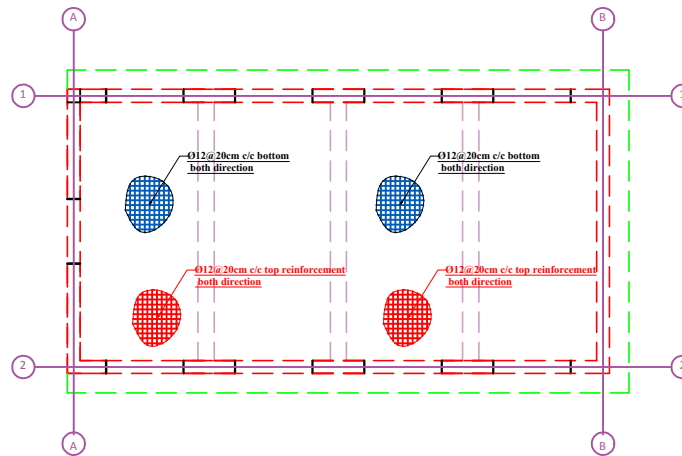 A
B
1
1
Ø12@20cm c/c bottom
both direction
Ø12@20cm c/c bottom
both direction
Ø12@20cm c/c top reinforcement
both direction
Ø12@20cm c/c top reinforcement
both direction
2
2
A
B